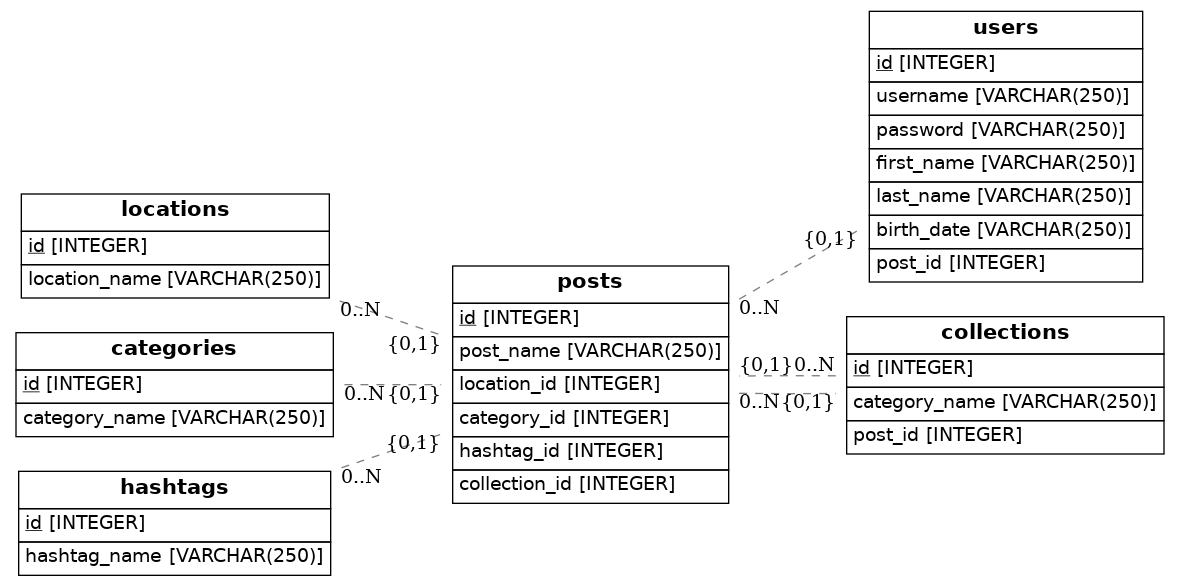 users
id [INTEGER]
username [VARCHAR(250)]
password [VARCHAR(250)]
first_name [VARCHAR(250)]
last_name [VARCHAR(250)]
birth_date [VARCHAR(250)]
post_id [INTEGER]
locations
id [INTEGER]
location_name [VARCHAR(250)]
categories
id [INTEGER]
category_name [VARCHAR(250)]
hashtags
id [INTEGER]
hashtag_name [VARCHAR(250)]
0..N
{0,1}
0..N {0,1}
{0,1}
0..N
posts
id [INTEGER]
post_name [VARCHAR(250)]
location_id [INTEGER]
category_id [INTEGER]
hashtag_id [INTEGER]
collection_id [INTEGER]
{0,1}
0..N
{0,1} 0..N
0..N {0,1}
collections
id [INTEGER]
category_name [VARCHAR(250)]
post_id [INTEGER]